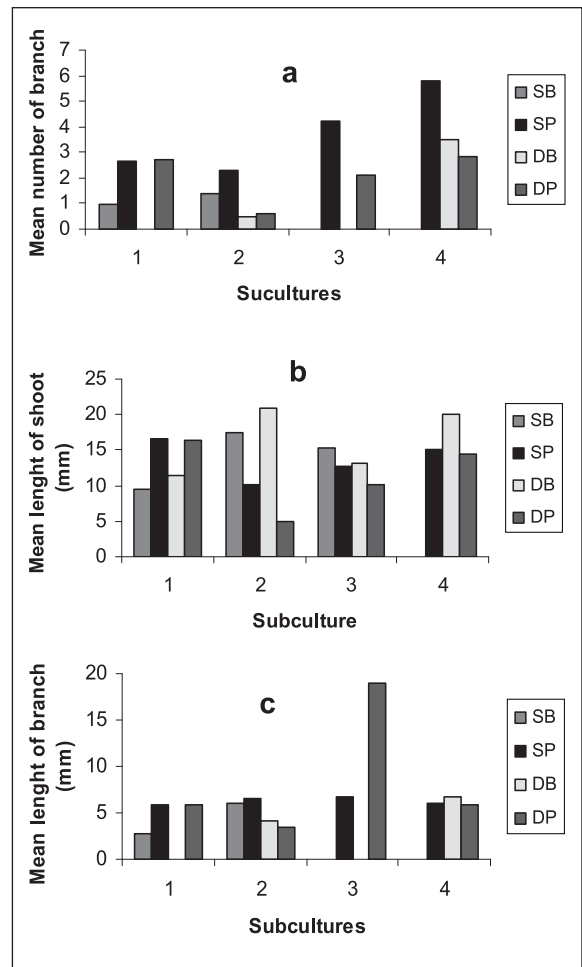 a
Mean number of branch
7
6
5
4
3
2
1
0
1 2 3 4
Sucultures
SB
SP
DB
DP
b
Mean lenght of shoot
(mm)
25
20
15
10
5
0
1 2 3 4
Subculture
SB
SP
DB
DP
c
Mean lenght of branch
(mm)
20
15
10
5
0
1 2 3 4
Subcultures
SB
SP
DB
DP